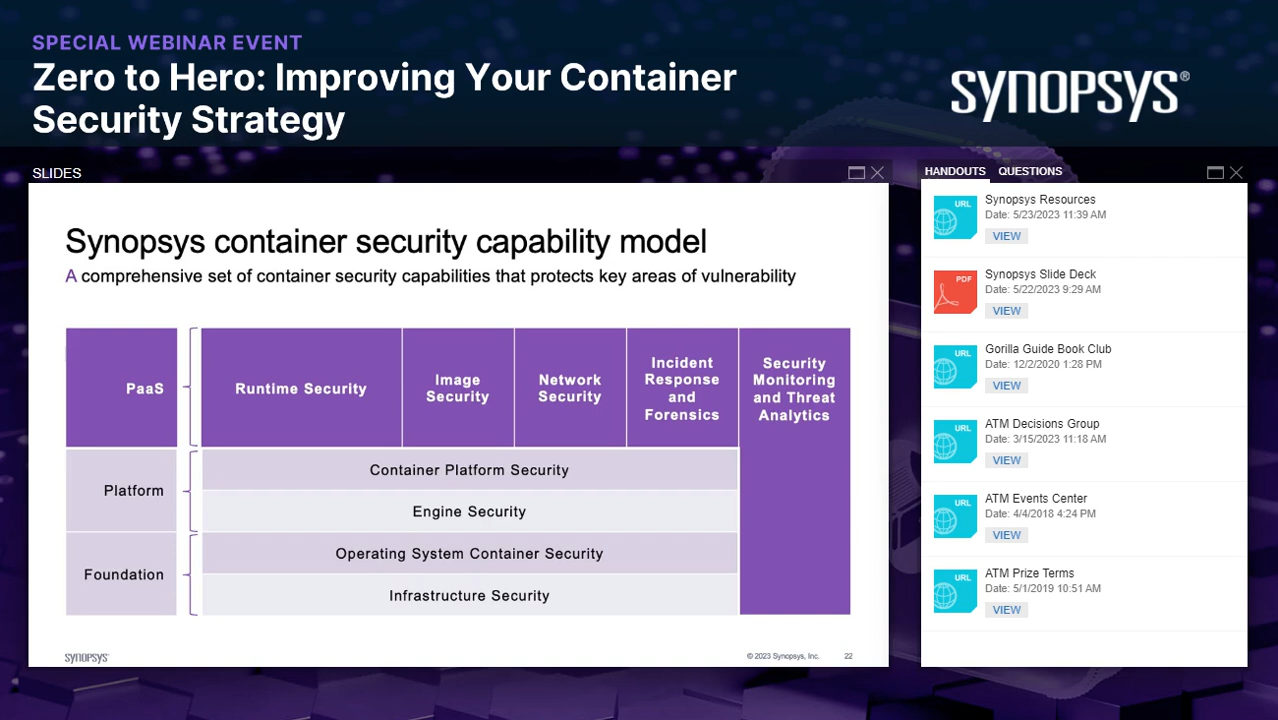 SPECIAL WEBINAR EVENT
Zero to Hero: Improving Your Container
Security Strategy
SYNOPSYS®
SLIDES
Synopsys container security capability model
A comprehensive set of container security capabilities that protects key areas of vulnerability
PaaS
Runtime Security
Image
Security
Network
Security
Incident
Response
and
Forensics
Security
Monitoring
and Threat
Analytics
Platform
Container Platform Security
Engine Security
Foundation
Operating System Container Security
Infrastructure Security
SYNOPSYS®
© 2023 Synopsys, Inc.
22
HANDOUTS
QUESTIONS
URL
Synopsys Resources
Date: 5/23/2023 11:39 AM
VIEW
PDF
Synopsys Slide Deck
Date: 5/22/2023 9:29 AM
VIEW
URL
Gorilla Guide Book Club
Date: 12/2/2020 1:28 PM
VIEW
URL
ATM Decisions Group
Date: 3/15/2023 11:18 AM
VIEW
URL
ATM Events Center
Date: 4/4/2018 4:24 PM
VIEW
URL
ATM Prize Terms
Date: 5/1/2019 10:51 AM
VIEW